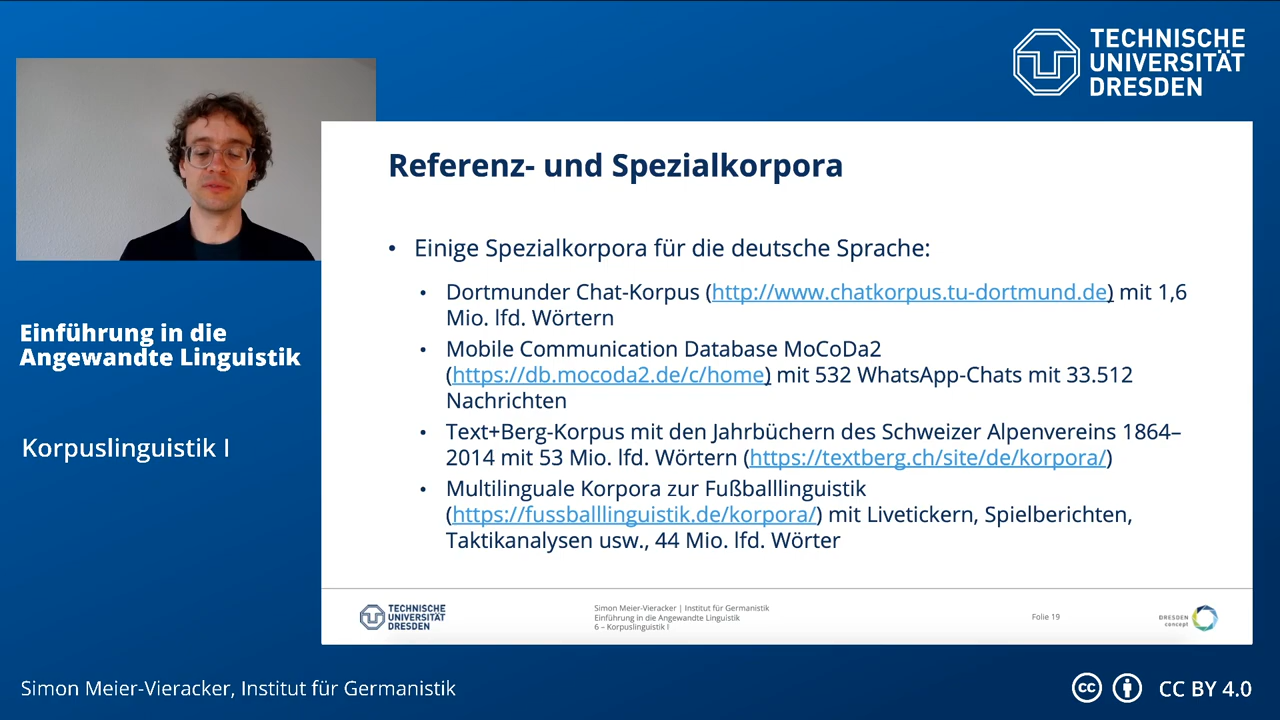 TECHNISCHE
UNIVERSITÄT
DRESDEN
Referenz- und Spezialkorpora
• Einige Spezialkorpora für die deutsche Sprache:
• Dortmunder Chat-Korpus (http://www.chatkorpus.tu-dortmund.de) mit 1,6
Mio. lfd. Wörtern
• Mobile Communication Database MoCoDa2
(https://db.mocoda2.de/c/home) mit 532 WhatsApp-Chats mit 33.512
Nachrichten
• Text+Berg-Korpus mit den Jahrbüchern des Schweizer Alpenvereins 1864–
2014 mit 53 Mio. lfd. Wörtern (https://textberg.ch/site/de/korpora/)
• Multilinguale Korpora zur Fußballlinguistik
(https://fussballlinguistik.de/korpora/) mit Livetickern, Spielberichten,
Taktikanalysen usw., 44 Mio. lfd. Wörter
Einführung in die
Angewandte Linguistik
Korpuslinguistik I
TECHNISCHE
UNIVERSITÄT
DRESDEN
Simon Meier-Vieracker | Institut für Germanistik
Einführung in die Angewandte Linguistik
6 – Korpuslinguistik I
Folie 19
DRESDEN
concept
Simon Meier-Vieracker, Institut für Germanistik
cc
CC BY 4.0